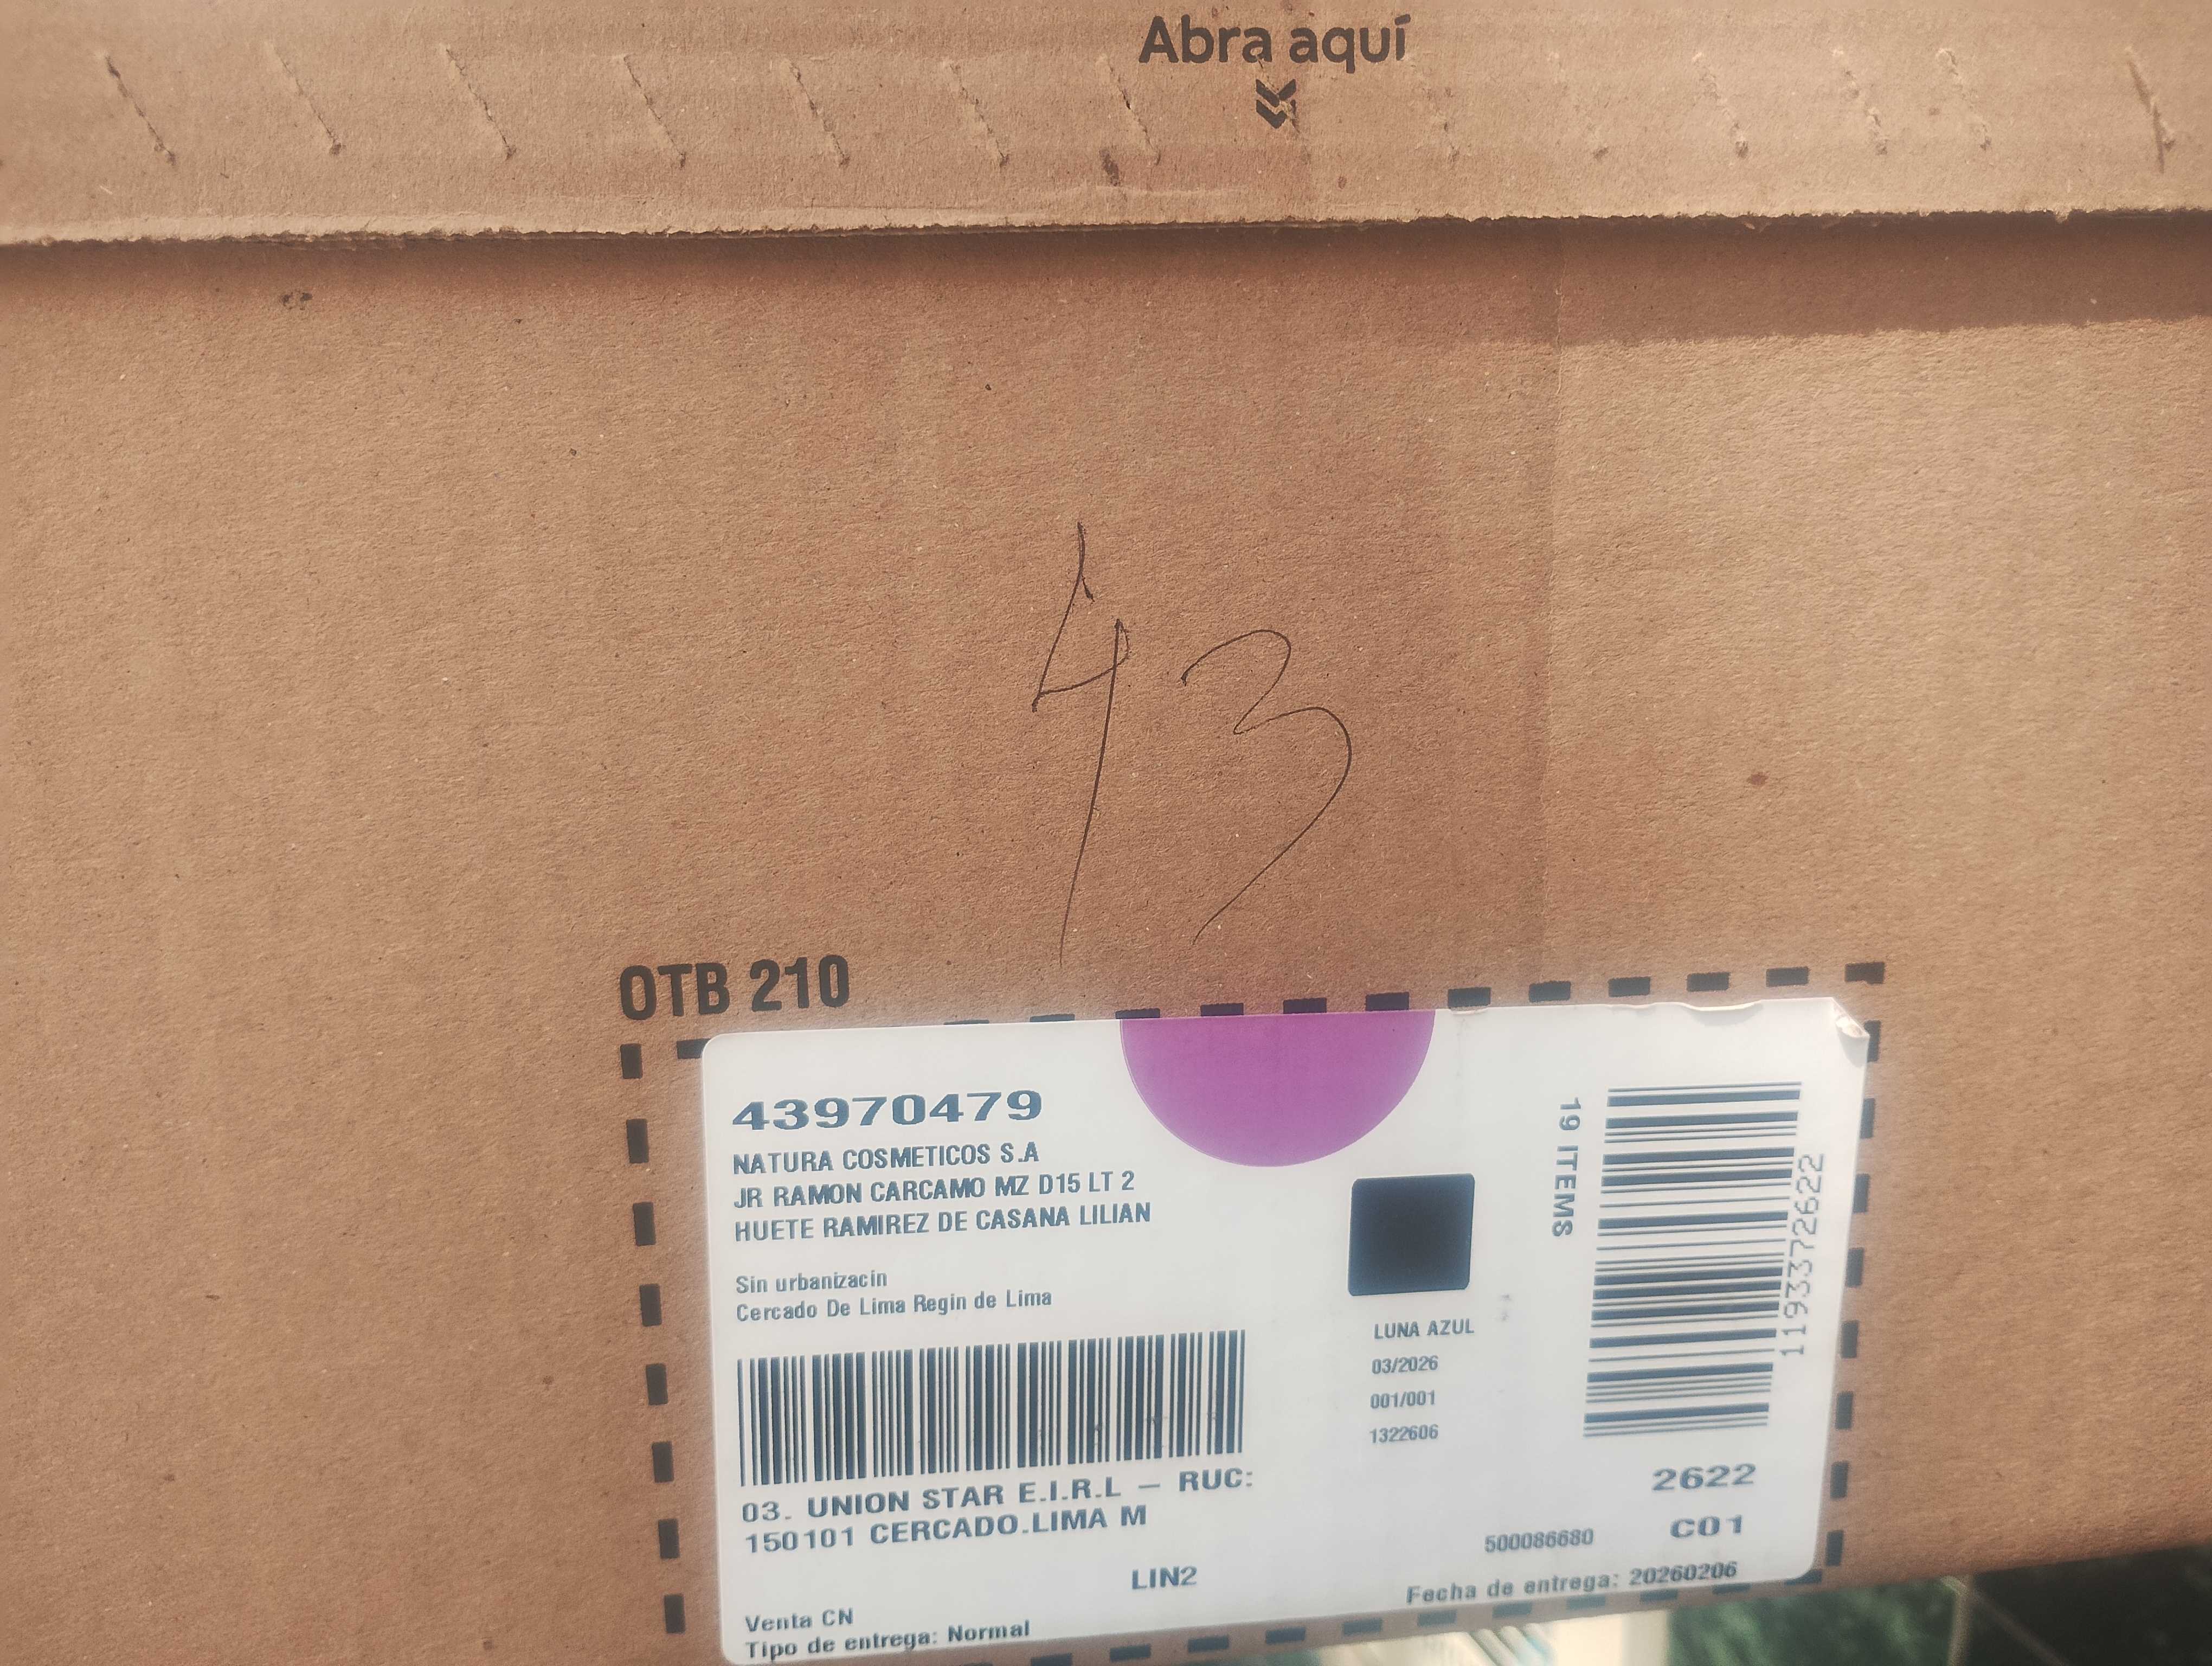 Abra aquí
43
OTB 210
43970479
NATURA COSMETICOS S.A
JR RAMON CARCAMO MZ D15 LT 2
HUETE RAMIREZ DE CASANA LILIAN
Sin urbanizacin
Cercado De Lima Regin de Lima
03. UNION STAR E.I.R.L – RUC:
150101 CERCADO.LIMA M
LIN2
Venta CN
Tipo de entrega: Normal
LUNA AZUL
03/2026
001/001
1322606
19 ITEMS
1193372622
2622
C01
500086680
Fecha de entrega: 20260206